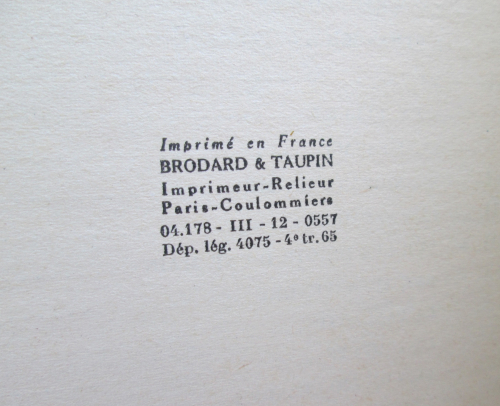 Imprimé en France
BRODARD & TAUPIN
Imprimeur-Relieur
Paris-Coulommiers
04.178 - III - 12 - 0557
Dép. lég. 4075 - 4º tr. 65